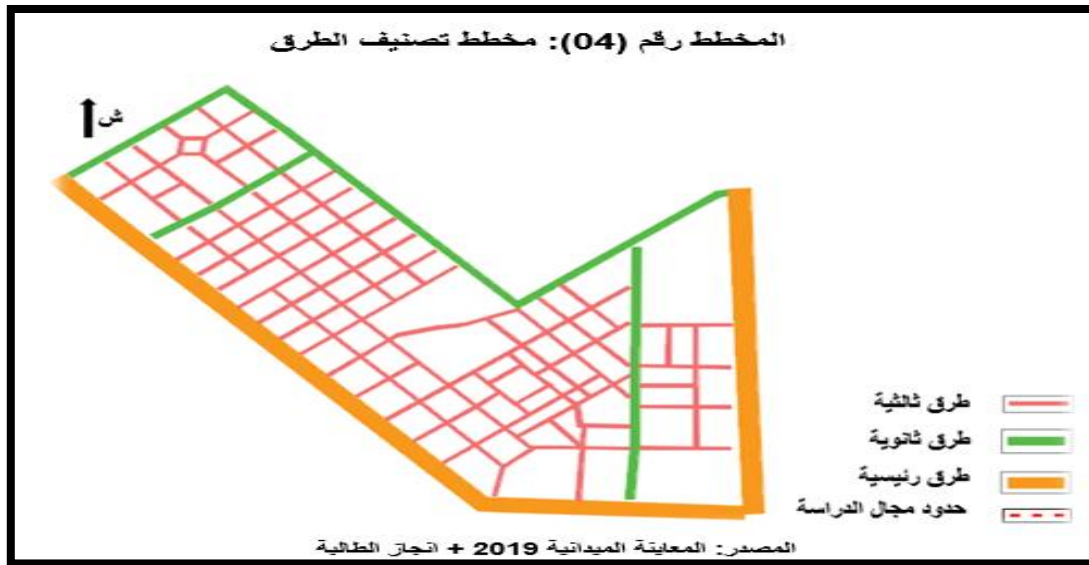 المخطط رقم (04): مخطط تصنيف الطرق
ش
طرق ثالثية
طرق ثانوية
طرق رئيسية
حدود مجال الدراسة
المصدر: المعاينة الميدانية 2019 + انجاز الطالبة